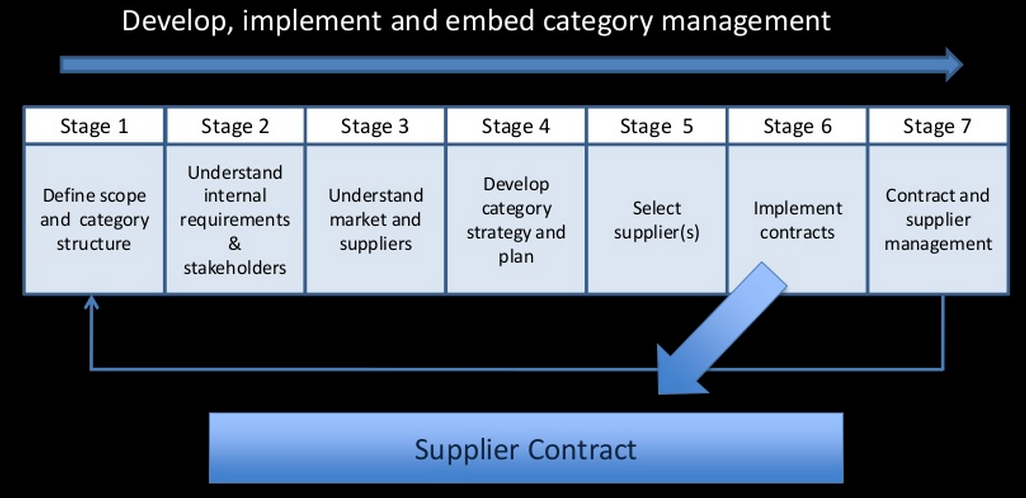 Develop, implement and embed category management
Stage 1
Stage 2
Stage 3
Stage 4
Stage 5
Stage 6
Stage 7
Define scope
and category
structure
Understand
internal
requirements
&
stakeholders
Understand
market and
suppliers
Develop
category
strategy and
plan
Select
supplier(s)
Implement
contracts
Contract and
supplier
management
Supplier Contract